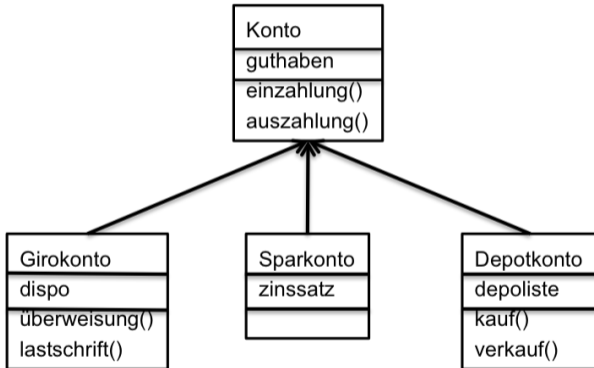 Konto
guthaben
einzahlung()
auszahlung()
Girokonto
dispo
überweisung()
lastschrift()
Sparkonto
zinssatz
Depotkonto
depoliste
kauf()
verkauf()